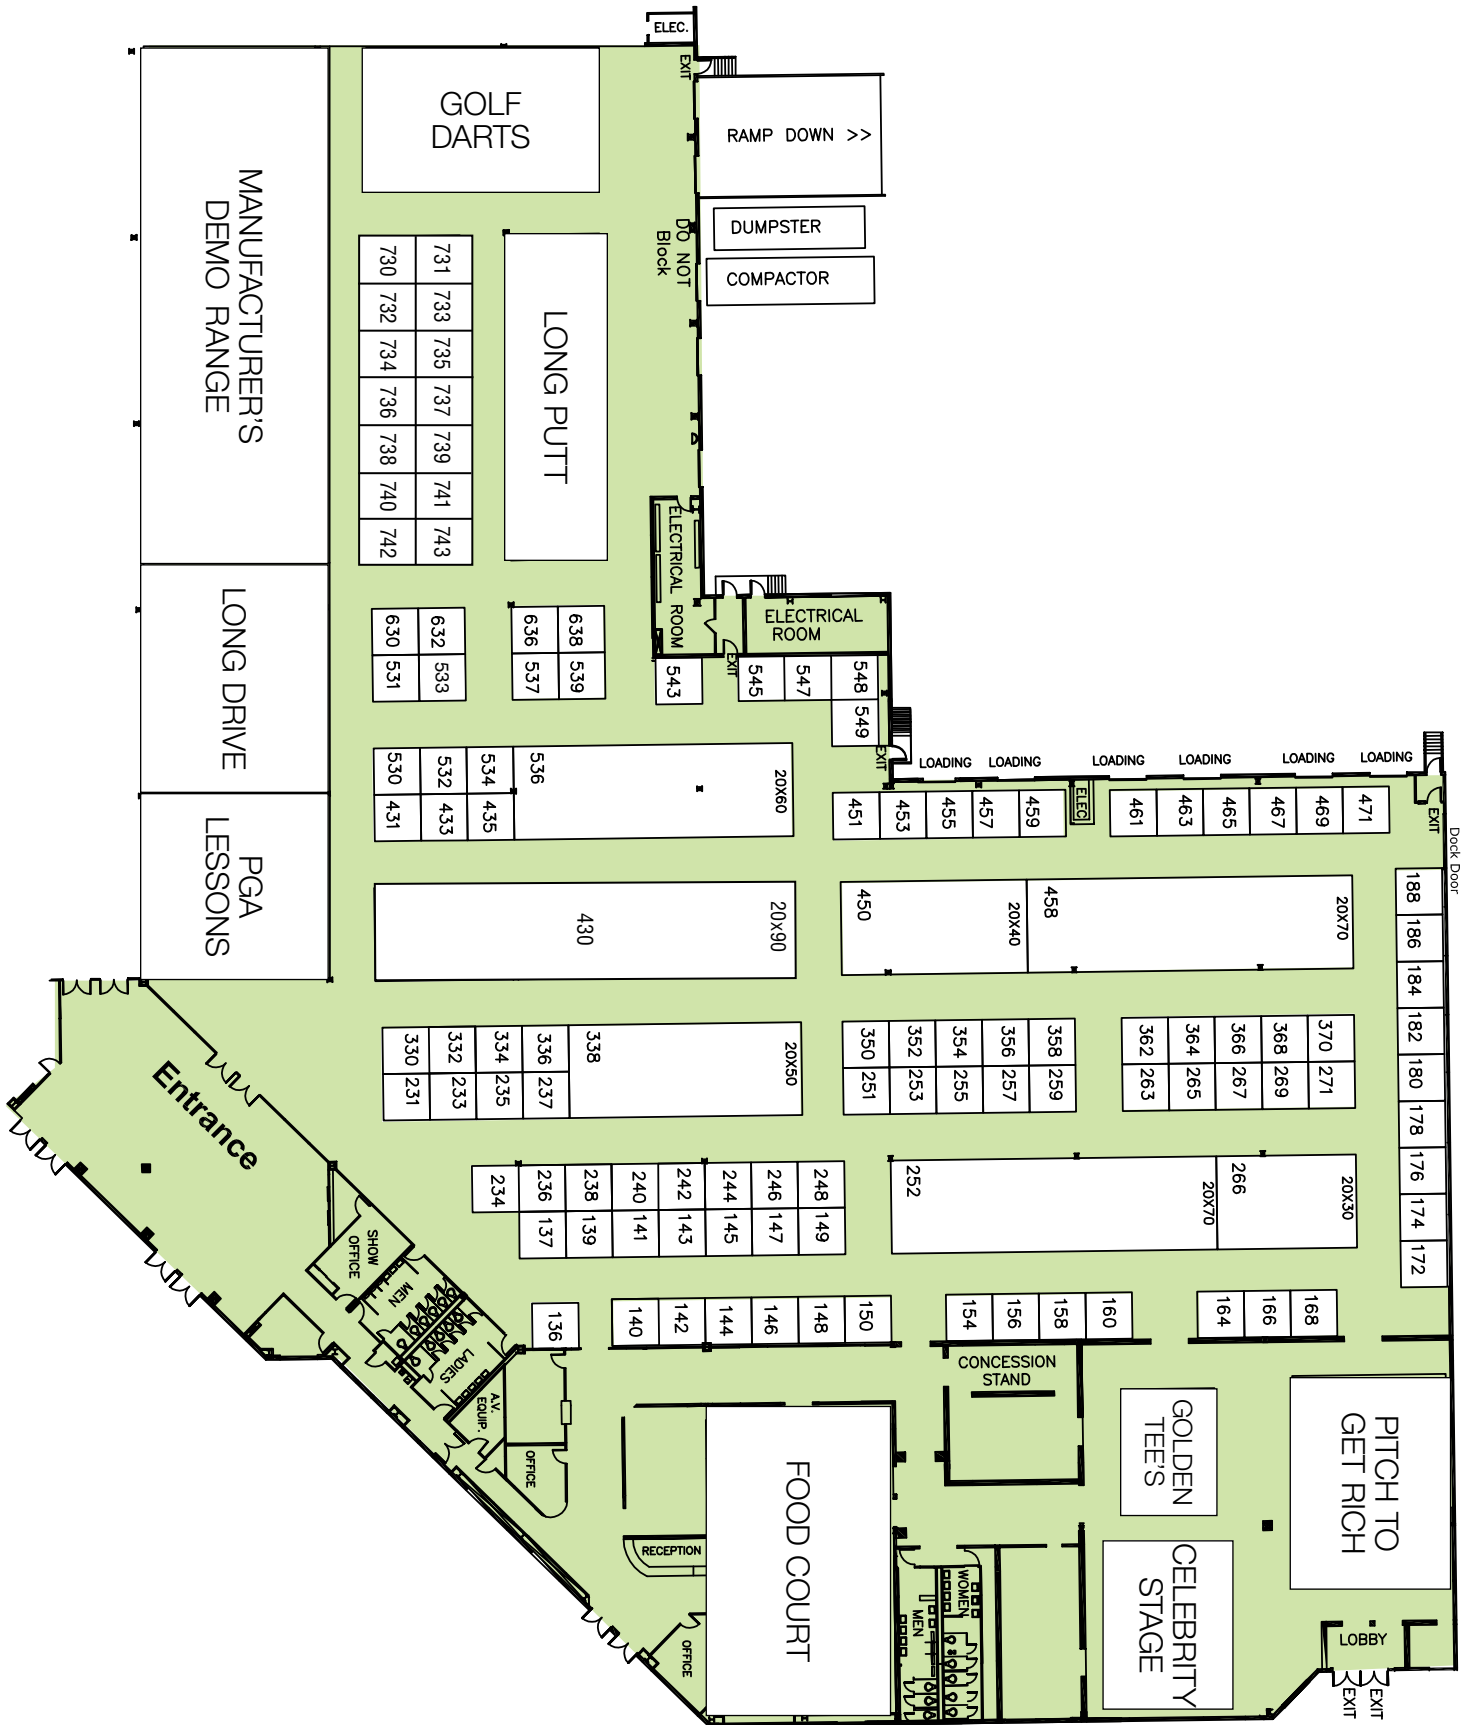 ELEC.
EXIT
GOLF
DARTS
RAMP DOWN >>
DUMPSTER
COMPACTOR
DO NOT
Block
MANUFACTURER'S
DEMO RANGE
730
731
732
733
734
735
736
737
738
739
740
741
742
743
LONG PUTT
ELECTRICAL ROOM
ELECTRICAL
ROOM
EXIT
LONG DRIVE
630
632
636
638
531
533
537
539
543
545
547
548
549
EXIT
LOADING
LOADING
LOADING
LOADING
LOADING
LOADING
530
532
534
536
20X60
431
433
435
451
453
455
457
459
ELEC
461
463
465
467
469
471
EXIT
Dock Door
PGA
LESSONS
430
20x90
450
20X40
458
20X70
188
186
184
182
180
178
176
174
172
330
332
334
336
338
20X50
231
233
235
237
350
352
354
356
358
251
253
255
257
259
362
364
366
368
370
263
265
267
269
271
Entrance
234
236
238
240
242
244
246
248
137
139
141
143
145
147
149
252
20X70
266
20X30
SHOW
OFFICE
MEN
LADIES
A.V.
EQUIP.
OFFICE
136
140
142
144
146
148
150
154
156
158
160
164
166
168
CONCESSION
STAND
GOLDEN
TEE'S
PITCH TO
GET RICH
FOOD COURT
RECEPTION
OFFICE
MEN
WOMEN
CELEBRITY
STAGE
LOBBY
EXIT
EXIT